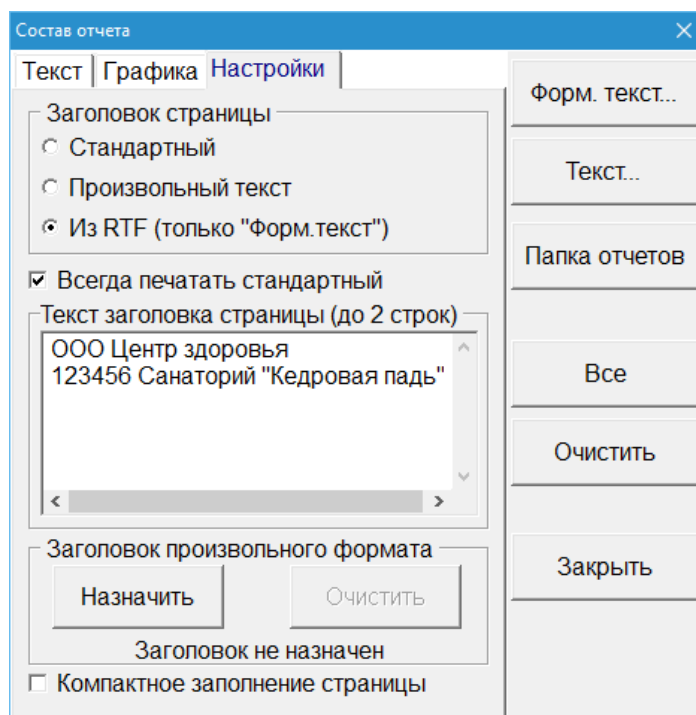 Состав отчета
Текст Графика Настройки
Заголовок страницы
Стандартный
Произвольный текст
Из RTF (только "Форм.текст")
Всегда печатать стандартный
Текст заголовка страницы (до 2 строк)
ООО Центр здоровья
123456 Санаторий "Кедровая падь"
Заголовок произвольного формата
Назначить Очистить
Заголовок не назначен
Компактное заполнение страницы
Форм. текст...
Текст...
Папка отчетов
Все
Очистить
Закрыть